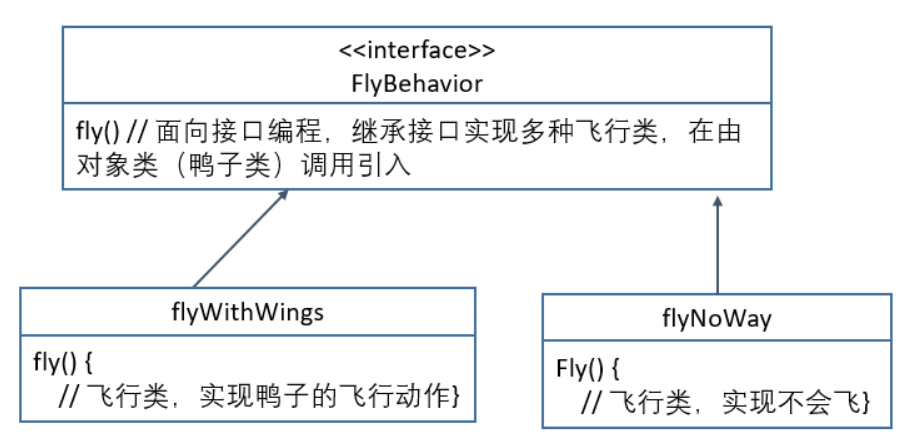 <<interface>>
FlyBehavior
fly() // 面向接口编程，继承接口实现多种飞行类，在由
对象类（鸭子类）调用引入
flyWithWings
fly() {
// 飞行类，实现鸭子的飞行动作}
flyNoWay
Fly() {
// 飞行类，实现不会飞}